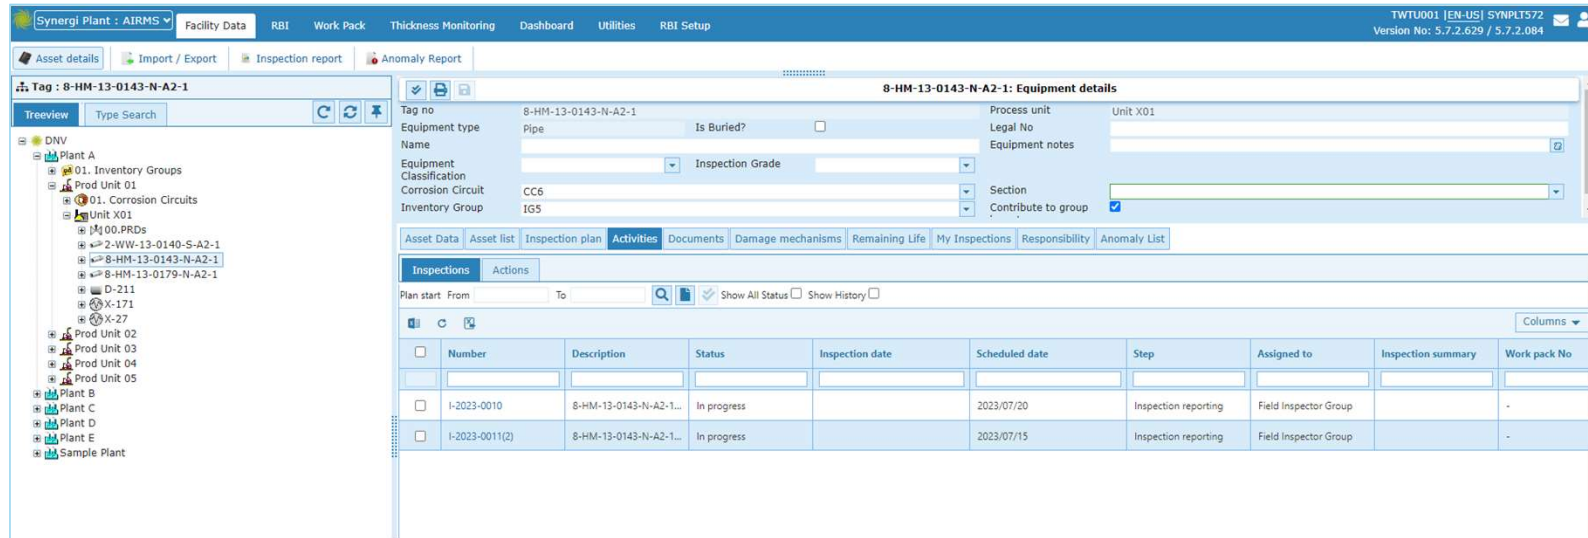 Synergi Plant : AIRMS
Facility Data RBI Work Pack Thickness Monitoring Dashboard Utilities RBI Setup
TWTU001 |EN-US| SYNPLT572
Version No: 5.7.2.629 / 5.7.2.084
Asset details Import / Export Inspection report Anomaly Report
Tag : 8-HM-13-0143-N-A2-1
Treeview Type Search
DNV
Plant A
01. Inventory Groups
Prod Unit 01
01. Corrosion Circuits
Unit X01
00.PRDs
2-WW-13-0140-S-A2-1
8-HM-13-0143-N-A2-1
8-HM-13-0179-N-A2-1
D-211
X-171
X-27
Prod Unit 02
Prod Unit 03
Prod Unit 04
Prod Unit 05
Plant B
Plant C
Plant D
Plant E
Sample Plant
8-HM-13-0143-N-A2-1: Equipment details
Tag no 8-HM-13-0143-N-A2-1 Process unit Unit X01
Equipment type Pipe Is Buried? Legal No
Name Equipment notes
Equipment Classification Inspection Grade
Corrosion Circuit CC6 Section
Inventory Group IG5 Contribute to group
Asset Data Asset list Inspection plan Activities Documents Damage mechanisms Remaining Life My Inspections Responsibility Anomaly List
Inspections Actions
Plan start From To Show All Status Show History
Columns
Number Description Status Inspection date Scheduled date Step Assigned to Inspection summary Work pack No
I-2023-0010 8-HM-13-0143-N-A2-1... In progress 2023/07/20 Inspection reporting Field Inspector Group -
I-2023-0011(2) 8-HM-13-0143-N-A2-1... In progress 2023/07/15 Inspection reporting Field Inspector Group -